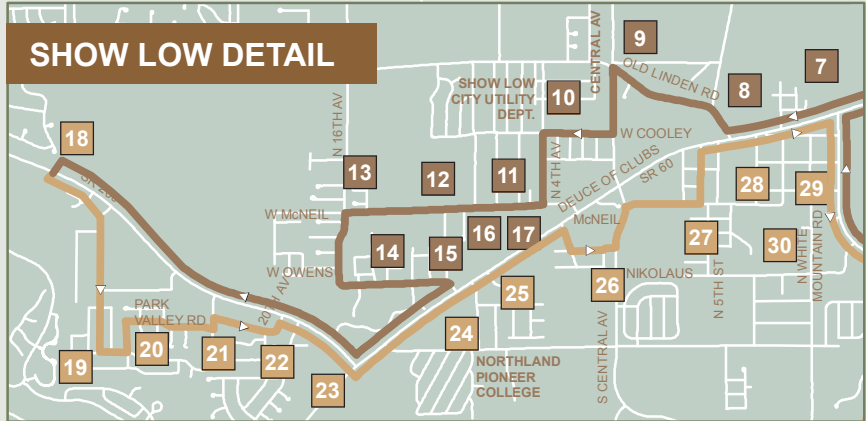 SHOW LOW DETAIL
9
7
8
CENTRAL AV
OLD LINDEN RD
SHOW LOW
CITY UTILITY
DEPT.
10
18
N 16TH AV
W COOLEY
13
12
11
N 4TH AV
DEUCE OF CLUBS
SR 60
28
29
W McNEIL
McNEIL
16
17
14
15
27
30
W OWENS
NIKOLAUS
26
25
N 5TH ST
N WHITE
MOUNTAIN RD
PARK
VALLEY RD
20TH AV
19
20
21
22
24
23
NORTHLAND
PIONEER
COLLEGE
S CENTRAL AV